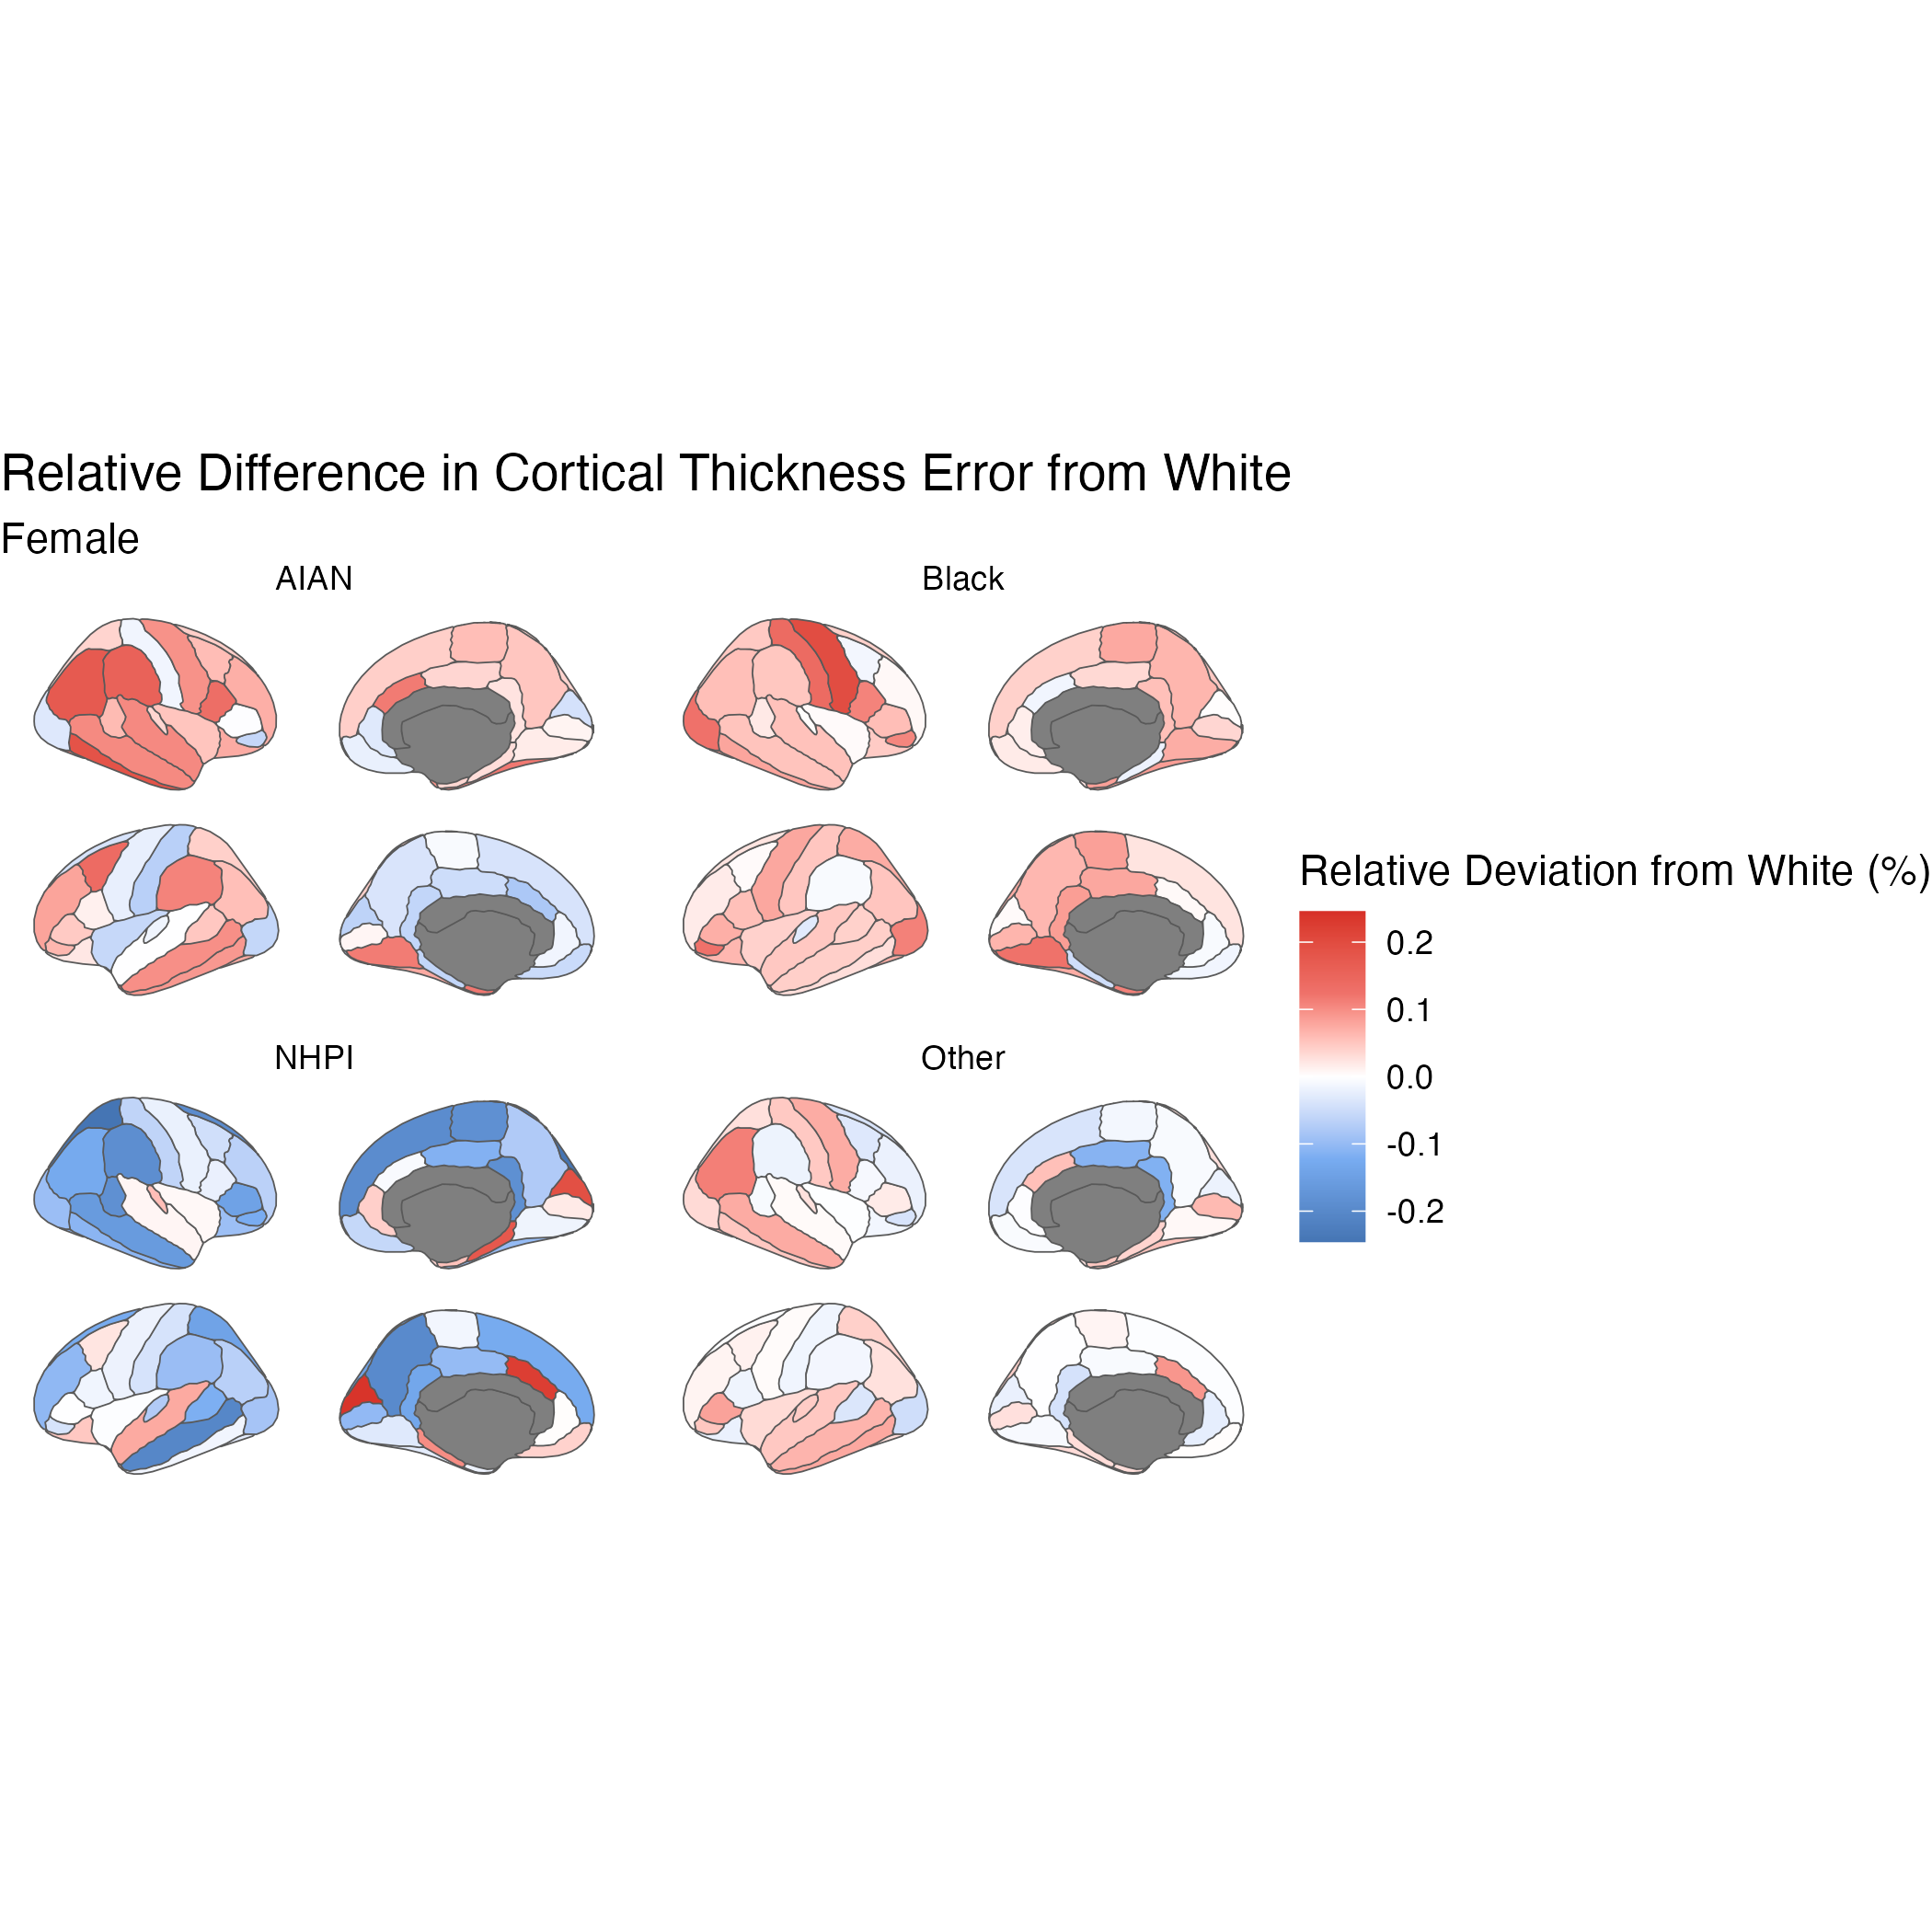 Relative Difference in Cortical Thickness Error from White
Female
AIAN
Black
NHPI
Other
Relative Deviation from White (%)
0.2
0.1
0.0
-0.1
-0.2